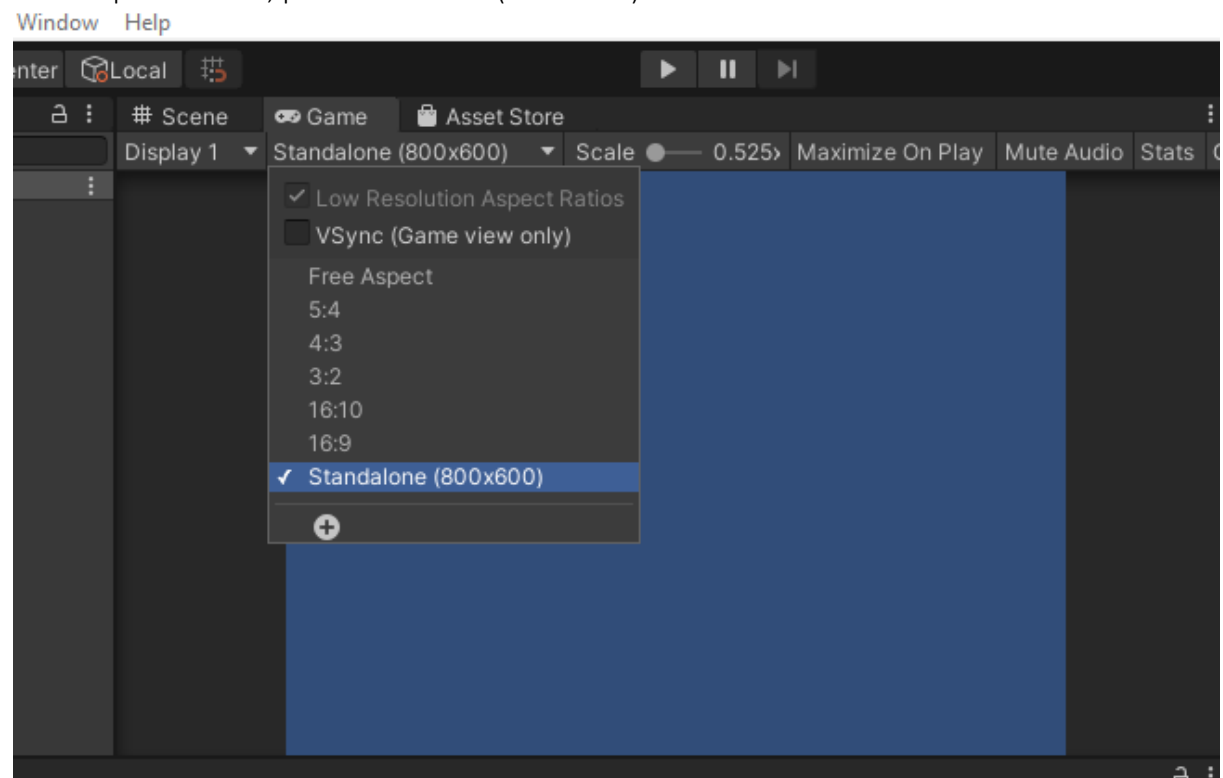 Window Help
enter Local
# Scene Game Asset Store
Display 1 Standalone (800x600) Scale 0.525x Maximize On Play Mute Audio Stats
Low Resolution Aspect Ratios
VSync (Game view only)
Free Aspect
5:4
4:3
3:2
16:10
16:9
Standalone (800x600)